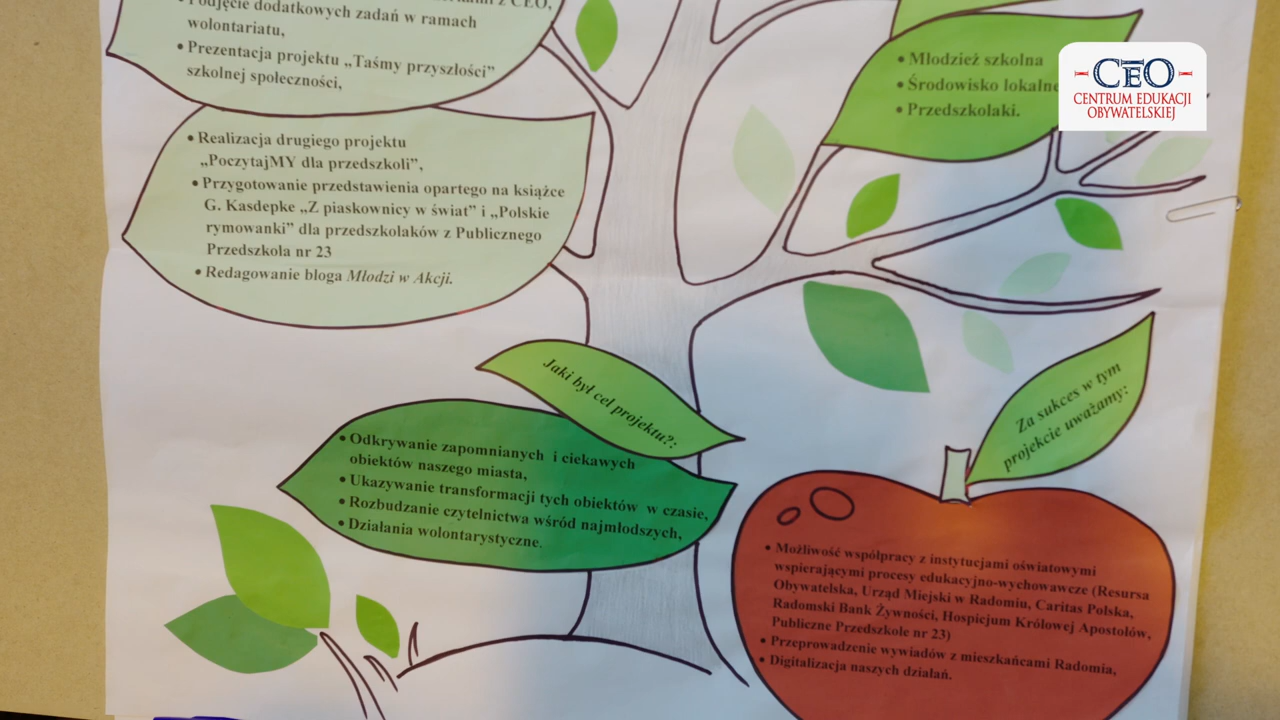 Podjęcie dodatkowych zadań w ramach
wolontariatu,
• Prezentacja projektu „Taśmy przyszłości”
szkolnej społeczności,
• Realizacja drugiego projektu
„PoczytajMY dla przedszkoli”,
• Przygotowanie przedstawienia opartego na książce
G. Kasdepke „Z piaskownicy w świat” i „Polskie
rymowanki” dla przedszkolaków z Publicznego
Przedszkola nr 23
• Redagowanie bloga Młodzi w Akcji.
• Młodzież szkolna
• Środowisko lokalne
• Przedszkolaki.
CEO
CENTRUM EDUKACJI
OBYWATELSKIEJ
Jaki był cel projektu?:
• Odkrywanie zapomnianych i ciekawych
obiektów naszego miasta,
• Ukazywanie transformacji tych obiektów w czasie,
• Rozbudzanie czytelnictwa wśród najmłodszych,
• Działania wolontarystyczne.
Za sukces w tym
projekcie uważamy:
• Możliwość współpracy z instytucjami oświatowymi
wspierającymi procesy edukacyjno-wychowawcze (Resursa
Obywatelska, Urząd Miejski w Radomiu, Caritas Polska,
Radomski Bank Żywności, Hospicjum Królowej Apostołów,
Publiczne Przedszkole nr 23)
• Przeprowadzenie wywiadów z mieszkańcami Radomia,
• Digitalizacja naszych działań.